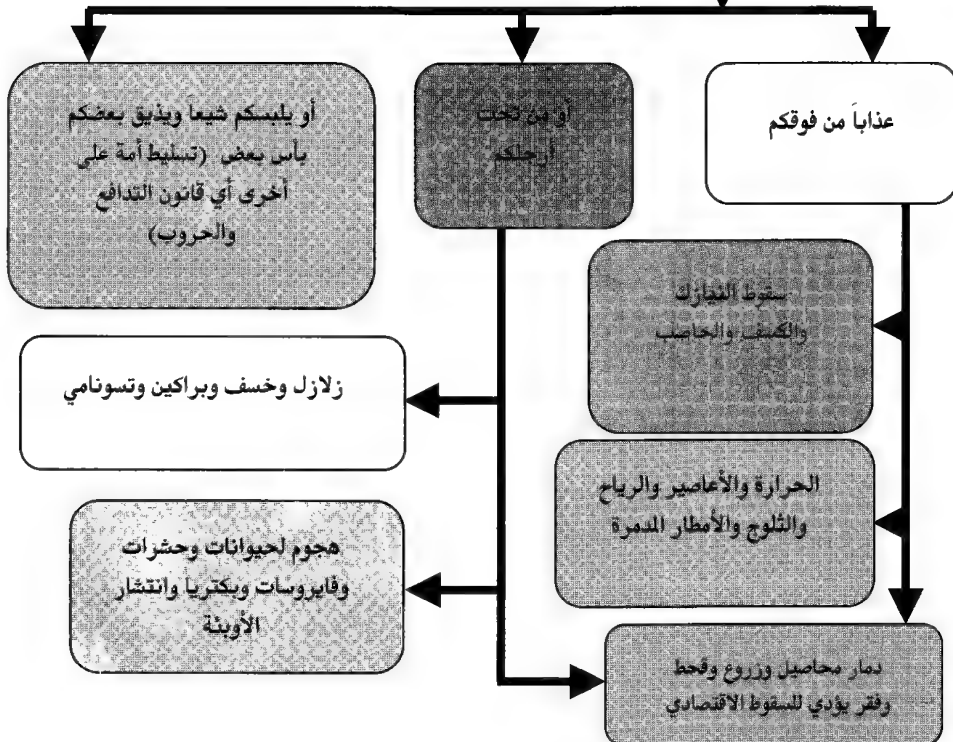 عذاباً من فوقكم
أو من تحت
أرجلكم
أو يلبسكم شيعاً ويذيق بعضكم
بأس بعض (تسليط أمة على
أخرى أي قانون التدافع
والحروب)
سقوط النيازك
والكسف والحاصب
زلازل وخسف وبراكين وتسونامي
الحرارة والأعاصير والرياح
والثلوج والأمطار المدمرة
هجوم لحيوانات وحشرات
وفايروسات وبكتريا وانتشار
الأوبئة
دمار محاصيل وزروع وقحط
وفقر يؤدي للسقوط الاقتصادي